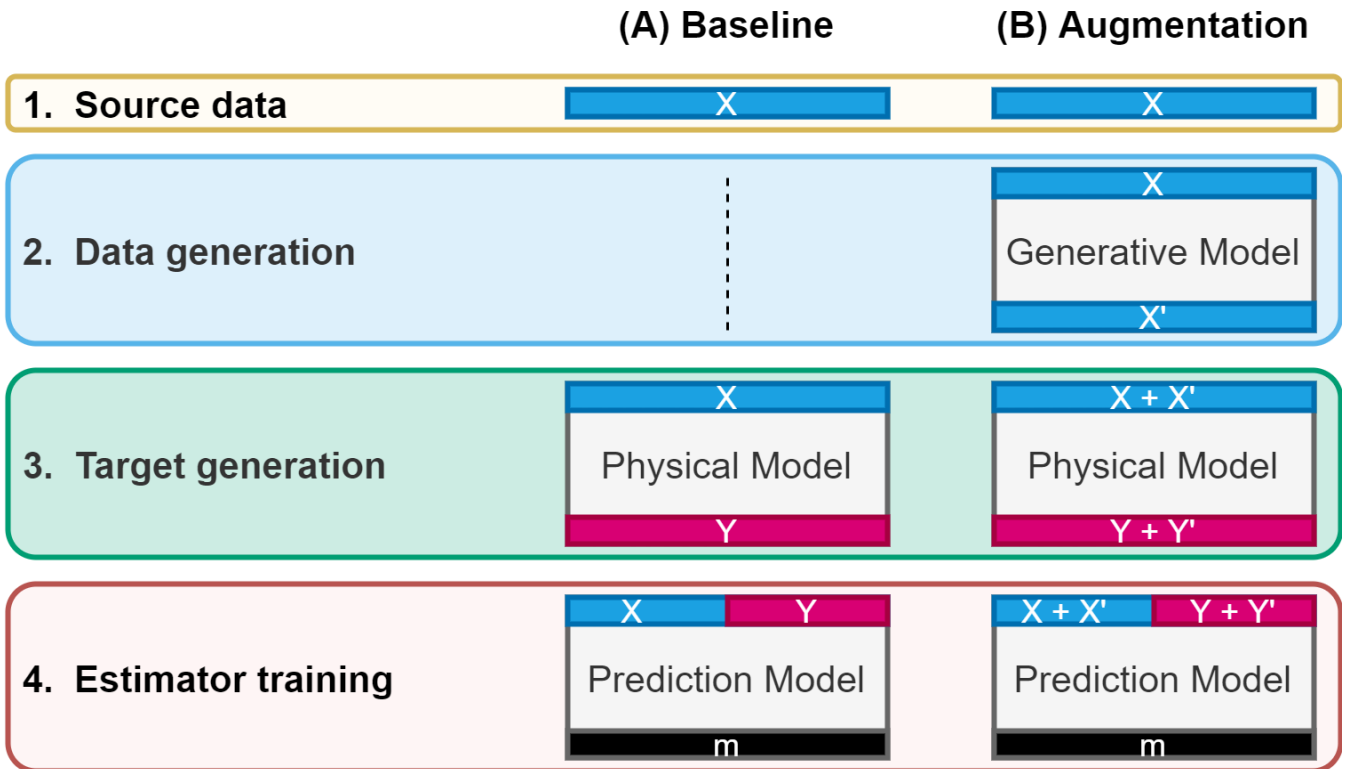 (A) Baseline (B) Augmentation
1. Source data X X
X
2. Data generation Generative Model
X'
X X + X'
3. Target generation Physical Model Physical Model
Y Y + Y'
X Y X + X' Y + Y'
4. Estimator training Prediction Model Prediction Model
m m